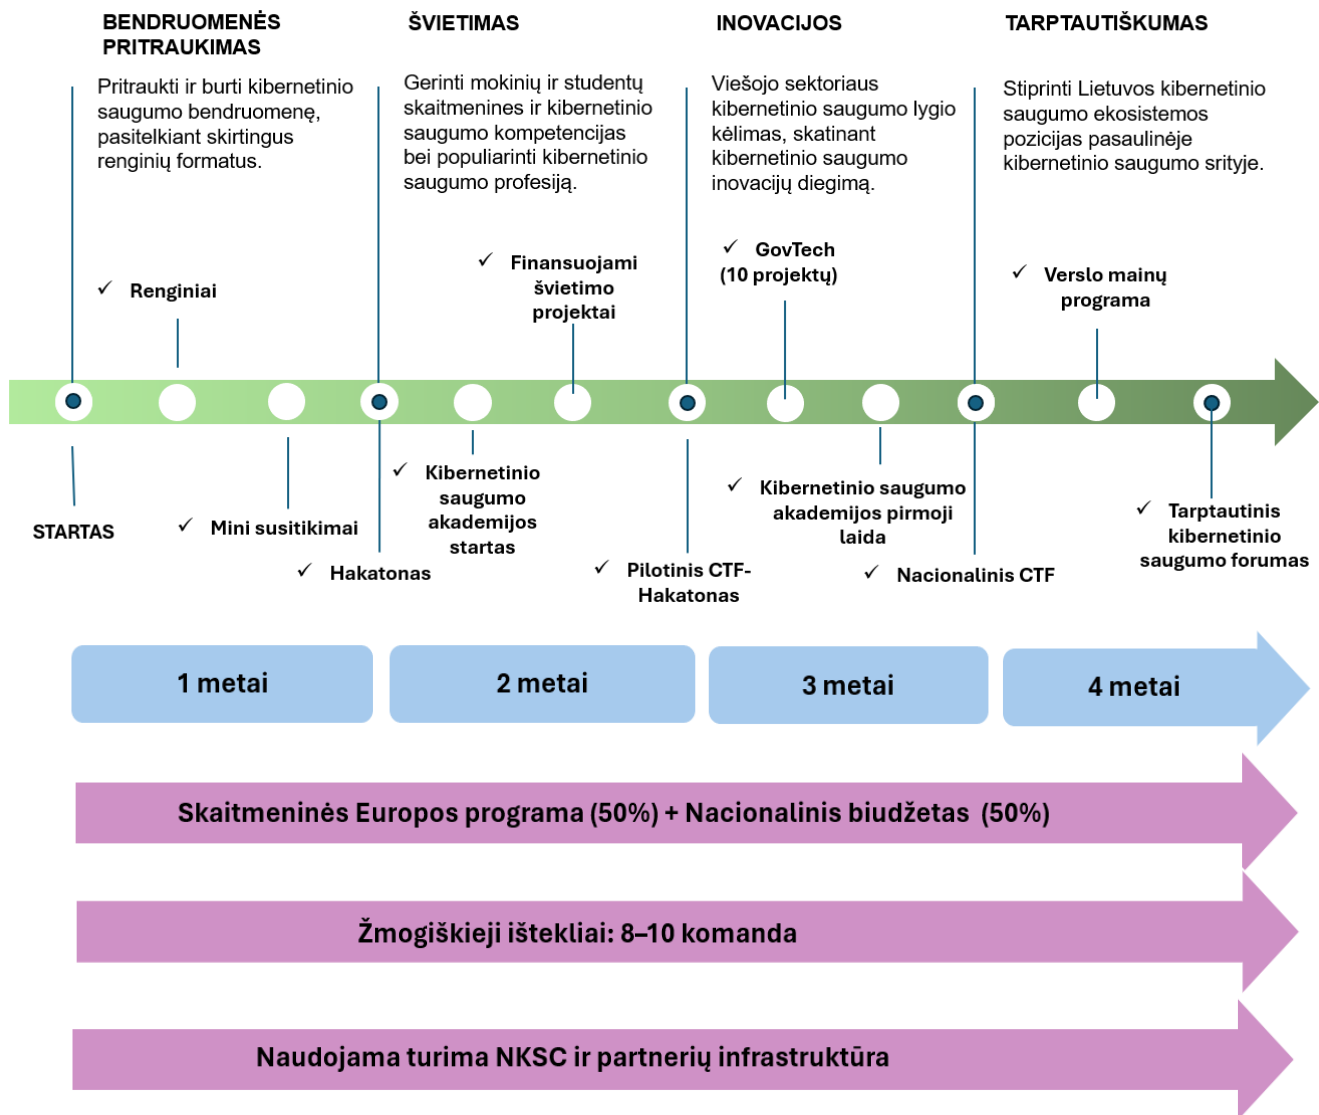 BENDRUOMENĖS
PRITRAUKIMAS
Pritraukti ir burti kibernetinio
saugumo bendruomenę,
pasitelkiant skirtingus
renginių formatus.
ŠVIETIMAS
Gerinti mokinių ir studentų
skaitmenines ir kibernetinio
saugumo kompetencijas
bei populiarinti kibernetinio
saugumo profesiją.
INOVACIJOS
Viešojo sektoriaus
kibernetinio saugumo lygio
kėlimas, skatinant
kibernetinio saugumo
inovacijų diegimą.
TARPTAUTIŠKUMAS
Stiprinti Lietuvos kibernetinio
saugumo ekosistemos
pozicijas pasaulinėje
kibernetinio saugumo srityje.
✓ Renginiai
✓ Finansuojami
švietimo
projektai
✓ GovTech
(10 projektų)
✓ Verslo mainų
programa
STARTAS
✓ Mini susitikimai
✓ Hakatonas
✓ Kibernetinio
saugumo
akademijos
startas
✓ Pilotinis CTF-
Hakatonas
✓ Kibernetinio saugumo
akademijos pirmoji
laida
✓ Nacionalinis CTF
✓ Tarptautinis
kibernetinio
saugumo forumas
1 metai
2 metai
3 metai
4 metai
Skaitmeninės Europos programa (50%) + Nacionalinis biudžetas (50%)
Žmogiškieji ištekliai: 8–10 komanda
Naudojama turima NKSC ir partnerių infrastruktūra